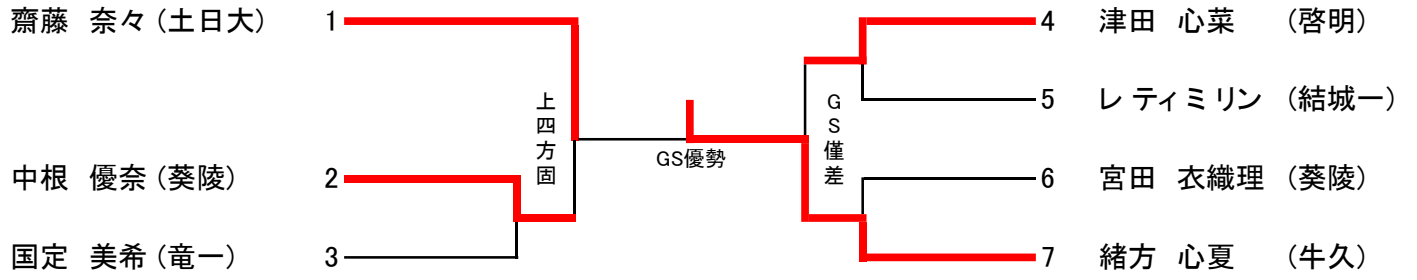 齋藤 奈々（土日大） 1
中根 優奈（葵陵） 2
国定 美希（竜一） 3
上四方固
GS優勢
GS僅差
4 津田 心菜 （啓明）
5 レ ティミリン （結城一）
6 宮田 衣織理 （葵陵）
7 緒方 心夏 （牛久）